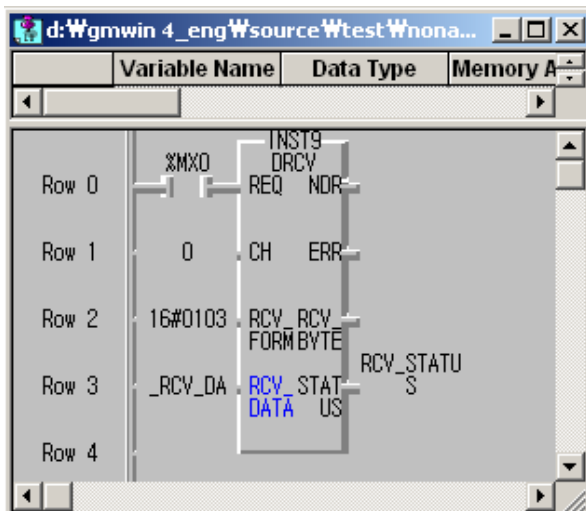 d:₩gmwin 4_eng₩source₩test₩nona...
Variable Name Data Type Memory A
INST9
%MX0 DRCV
Row 0 REQ NDR
Row 1 0 CH ERR
Row 2 16#0103 RCV_ RCV_
FORM BYTE
RCV_STATU
Row 3 _RCV_DA RCV_ STAT S
DATA US
Row 4